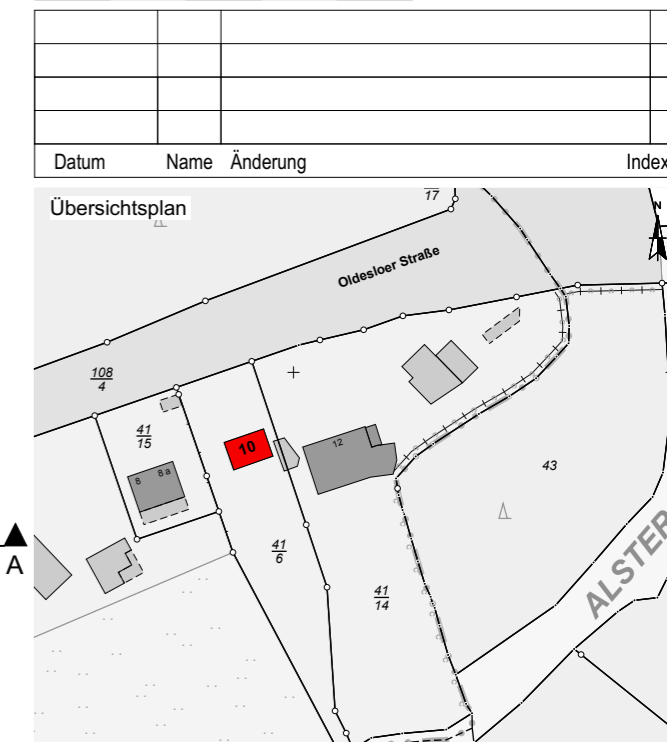 Datum Name Änderung Index
Übersichtsplan
17
N
Oldesloer Straße
108
4
41
15
8 8a
10
12
43
A
41
6
41
14
ALSTER